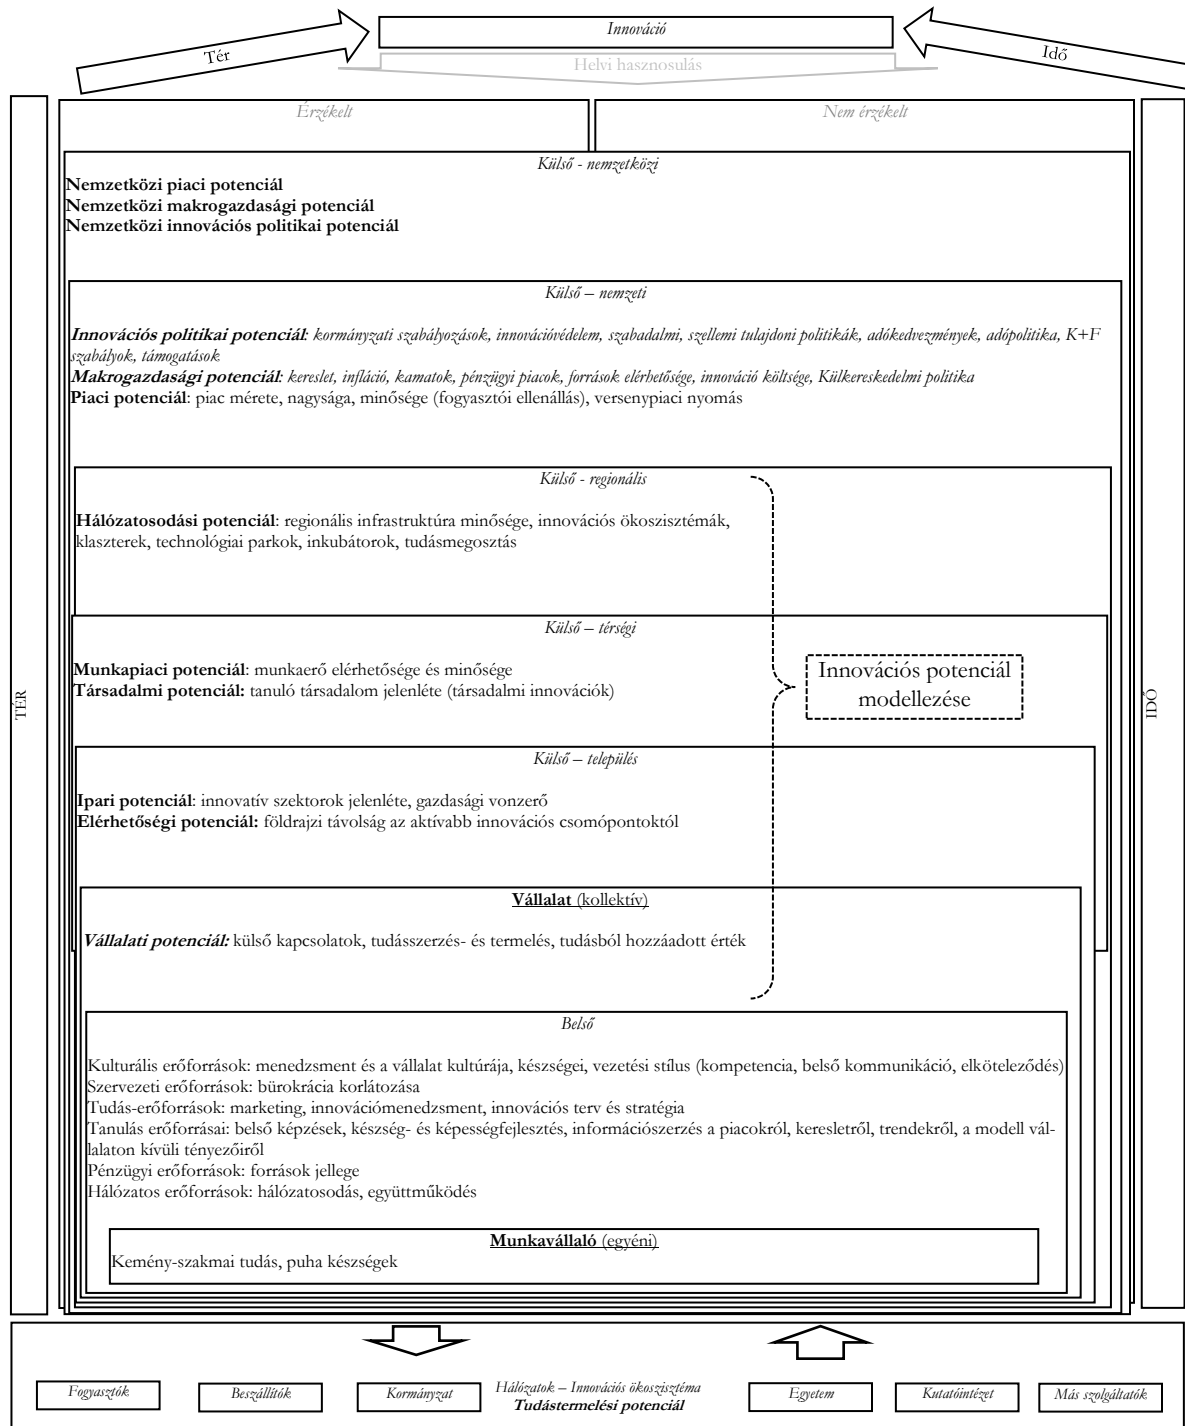 Innováció
Tér
Idő
Helyi hasznosulás
Érzékelt
Nem érzékelt
Külső - nemzetközi
Nemzetközi piaci potenciál
Nemzetközi makrogazdasági potenciál
Nemzetközi innovációs politikai potenciál
Külső – nemzeti
Innovációs politikai potenciál: kormányzati szabályozások, innovációvédelem, szabadalmi, szellemi tulajdoni politikák, adókedvezmények, adópolitika, K+F
szabályok, támogatások
Makrogazdasági potenciál: kereslet, infláció, kamatok, pénzügyi piacok, források elérhetősége, innováció költsége, Külkereskedelmi politika
Piaci potenciál: piac mérete, nagysága, minősége (fogyasztói ellenállás), versenypiaci nyomás
Külső - regionális
Hálózatosodási potenciál: regionális infrastruktúra minősége, innovációs ökoszisztémák,
klaszterek, technológiai parkok, inkubátorok, tudásmegosztás
Külső – térségi
Munkapiaci potenciál: munkaerő elérhetősége és minősége
Társadalmi potenciál: tanuló társadalom jelenléte (társadalmi innovációk)
Innovációs potenciál
modellezése
TÉR
IDŐ
Külső – település
Ipari potenciál: innovatív szektorok jelenléte, gazdasági vonzerő
Elérhetőségi potenciál: földrajzi távolság az aktívabb innovációs csomópontoktól
Vállalat (kollektív)
Vállalati potenciál: külső kapcsolatok, tudásszerzés- és termelés, tudásból hozzáadott érték
Belső
Kulturális erőforrások: menedzsment és a vállalat kultúrája, készségei, vezetési stílus (kompetencia, belső kommunikáció, elköteleződés)
Szervezeti erőforrások: bürokrácia korlátozása
Tudás-erőforrások: marketing, innovációmenedzsment, innovációs terv és stratégia
Tanulás erőforrásai: belső képzések, készség- és képességfejlesztés, információszerzés a piacokról, keresletről, trendekről, a modell vál-
lalaton kívüli tényezőiről
Pénzügyi erőforrások: források jellege
Hálózatos erőforrások: hálózatosodás, együttműködés
Munkavállaló (egyéni)
Kemény-szakmai tudás, puha készségek
Fogyasztók
Beszállítók
Kormányzat
Hálózatok – Innovációs ökoszisztéma
Tudástermelési potenciál
Egyetem
Kutatóintézet
Más szolgáltatók